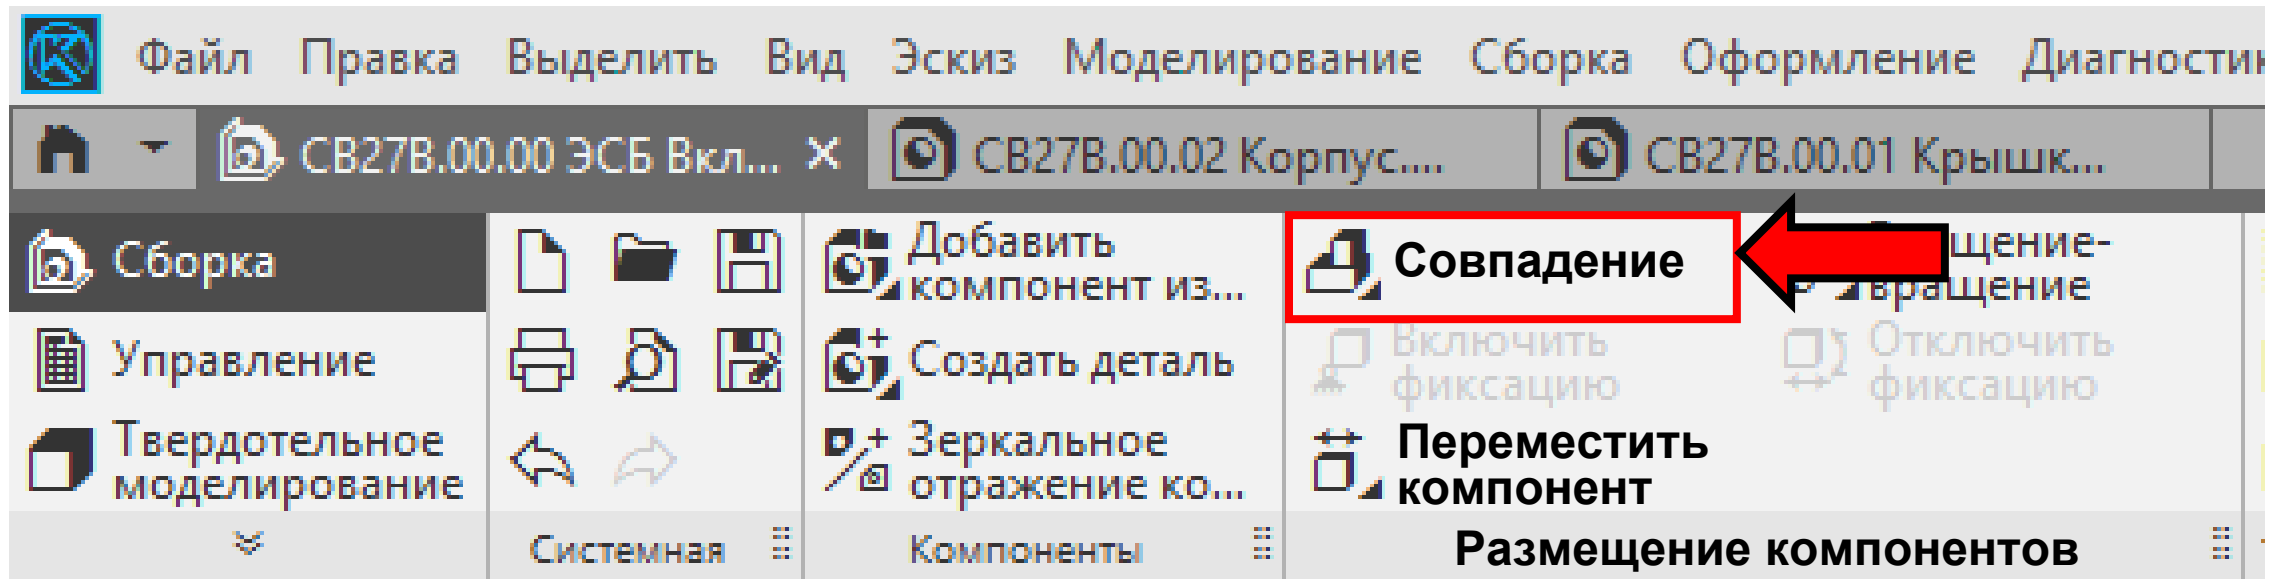 Файл Правка Выделить Вид Эскиз Моделирование Сборка Оформление
СВ27В.00.00 ЭСБ Вкл... СВ27В.00.02 Корпус.... СВ27В.00.01 Крышк...
Сборка
Управление
Твердотельное
моделирование
Системная
Добавить
компонент из...
Создать деталь
Зеркальное
отражение ко...
Компоненты
Совпадение
Включить
фиксацию
Переместить
компонент
вращение
Отключить
фиксацию
Размещение компонентов